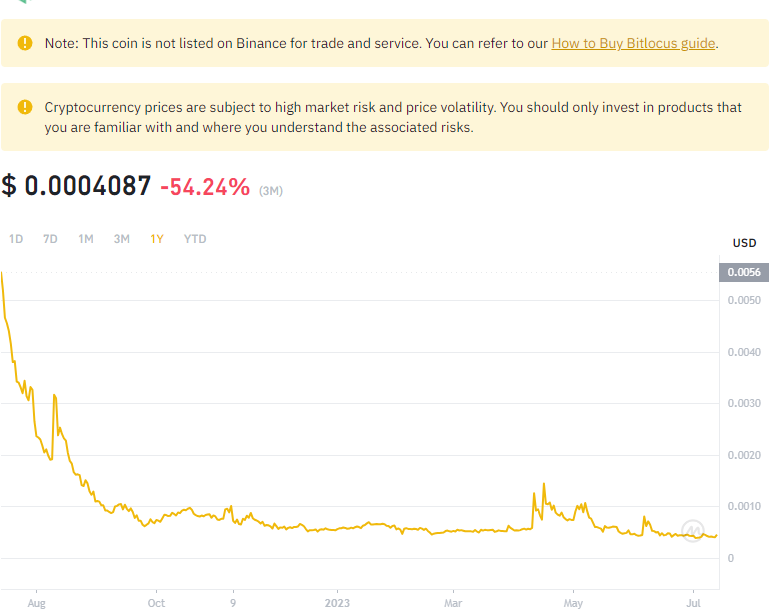 Note: This coin is not listed on Binance for trade and service. You can refer to our How to Buy Bitlocus guide.
Cryptocurrency prices are subject to high market risk and price volatility. You should only invest in products that
you are familiar with and where you understand the associated risks.
$ 0.0004087 -54.24% (3M)
1D 7D 1M 3M 1Y YTD
USD
0.0056
0.0050
0.0040
0.0030
0.0020
0.0010
0
Aug Oct 9 2023 Mar May Jul